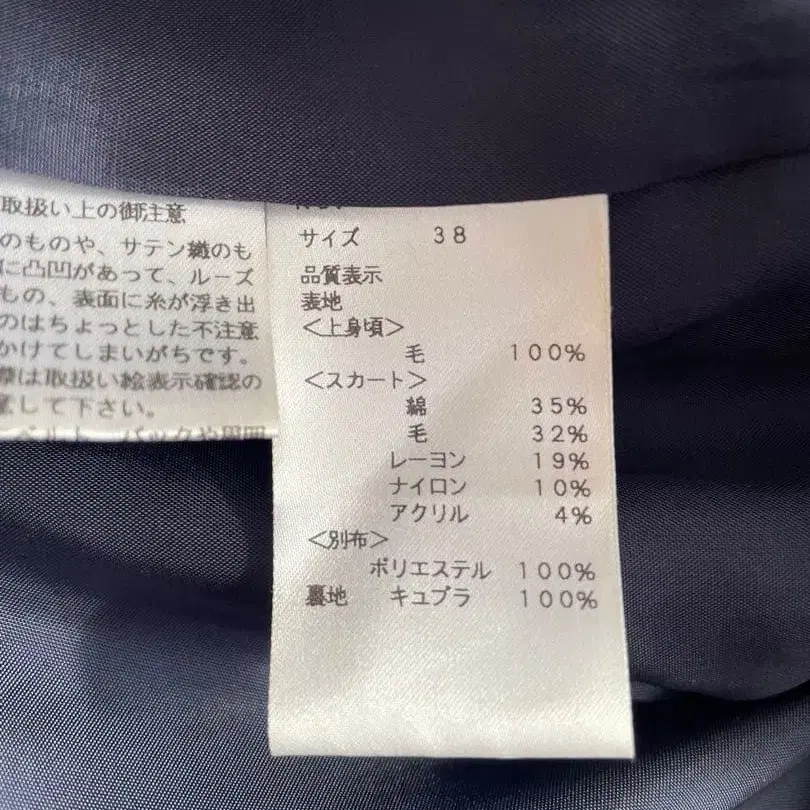 取扱い上の御注意
のものや、サテン織のも
に凸凹があって、ルーズ
もの、表面に糸が浮き出
のはちょっとした不注意
かけてしまいがちです。
際は取扱い絵表示確認の
して下さい。
サイズ 38
品質表示
表地
<上身頃>
毛 100%
<スカート>
綿 35%
毛 32%
レーヨン 19%
ナイロン 10%
アクリル 4%
<別布>
ポリエステル 100%
裏地 キュプラ 100%